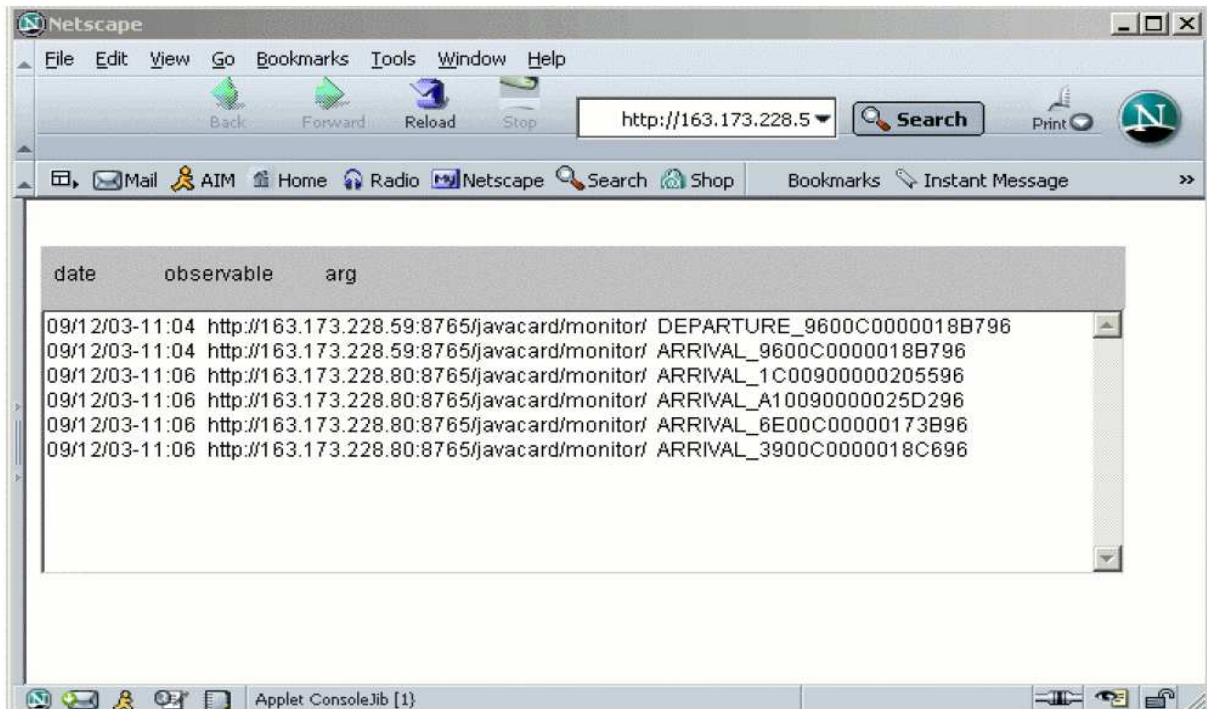 Netscape
File Edit View Go Bookmarks Tools Window Help
Back Forward Reload Stop http://163.173.228.5 Search Print N
Mail AIM Home Radio My Netscape Search Shop Bookmarks Instant Message »
date observable arg
09/12/03-11:04 http://163.173.228.59:8765/javacard/monitor/ DEPARTURE_9600C0000018B796
09/12/03-11:04 http://163.173.228.59:8765/javacard/monitor/ ARRIVAL_9600C0000018B796
09/12/03-11:06 http://163.173.228.80:8765/javacard/monitor/ ARRIVAL_1C00900000205596
09/12/03-11:06 http://163.173.228.80:8765/javacard/monitor/ ARRIVAL_A10090000025D296
09/12/03-11:06 http://163.173.228.80:8765/javacard/monitor/ ARRIVAL_6E00C00000173B96
09/12/03-11:06 http://163.173.228.80:8765/javacard/monitor/ ARRIVAL_3900C0000018C696
Applet ConsoleJib [1}